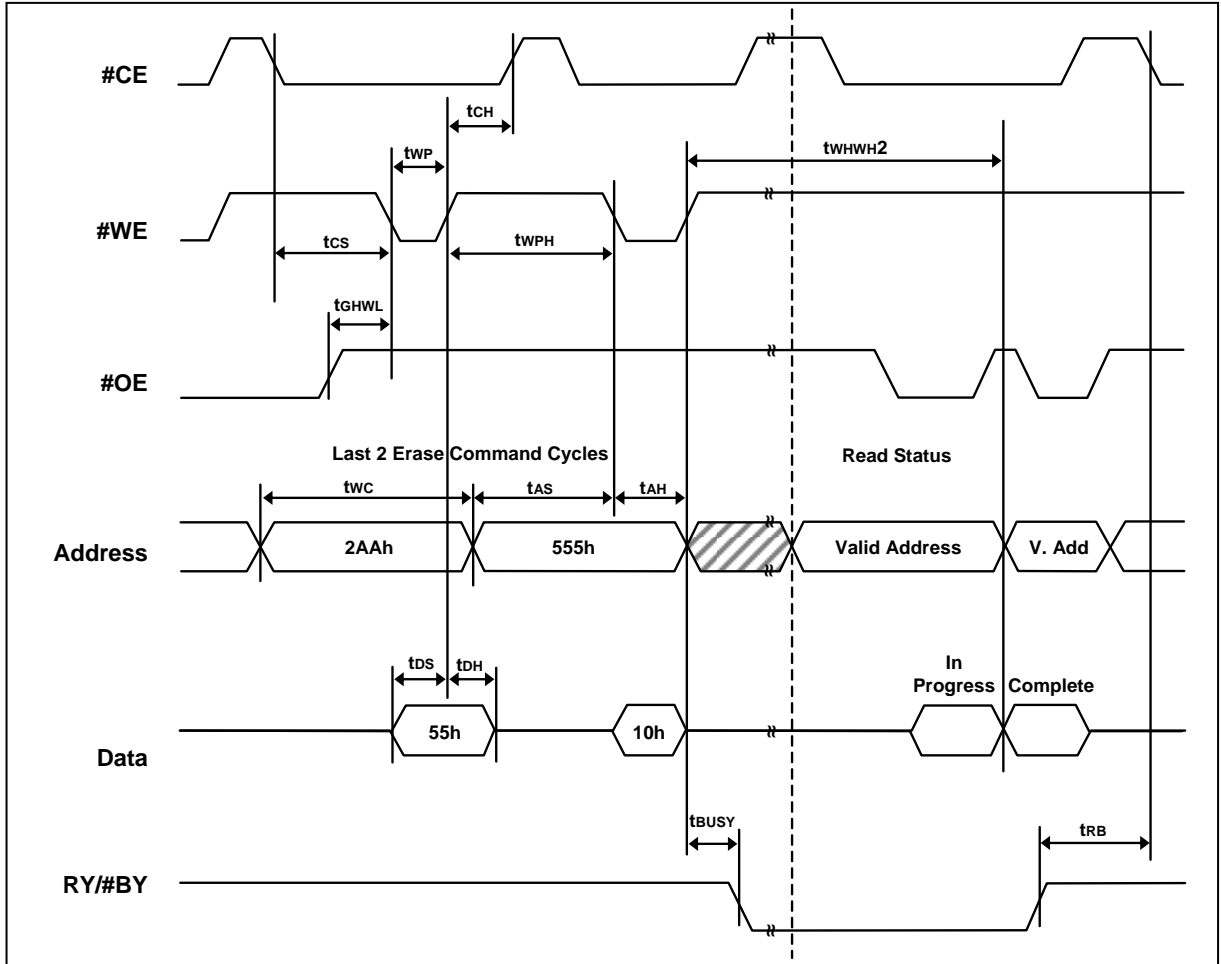 #CE
tCH
tWP
tWHWH2
#WE
tCS
tWPH
tGHWL
#OE
Last 2 Erase Command Cycles
Read Status
tWC
tAS
tAH
Address
2AAh
555h
Valid Address
V. Add
tDS
tDH
In
Progress
Complete
55h
10h
Data
tBUSY
tRB
RY/#BY